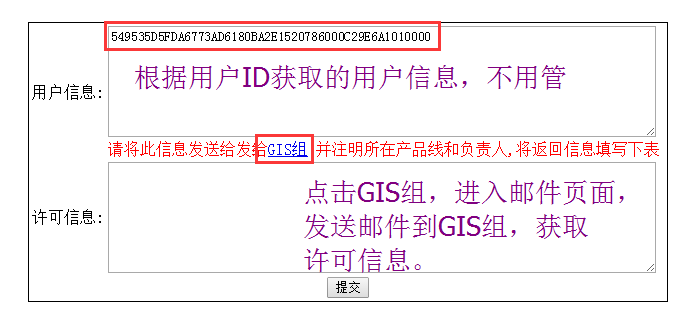 549535D5FDA6773AD6180BA2E1520786000C29E6A1010000
根据用户ID获取的用户信息，不用管
用户信息:
请将此信息发送给发给GIS组 并注明所在产品线和负责人,将返回信息填写下表
点击GIS组，进入邮件页面，
发送邮件到GIS组，获取
许可信息:
许可信息。
提交